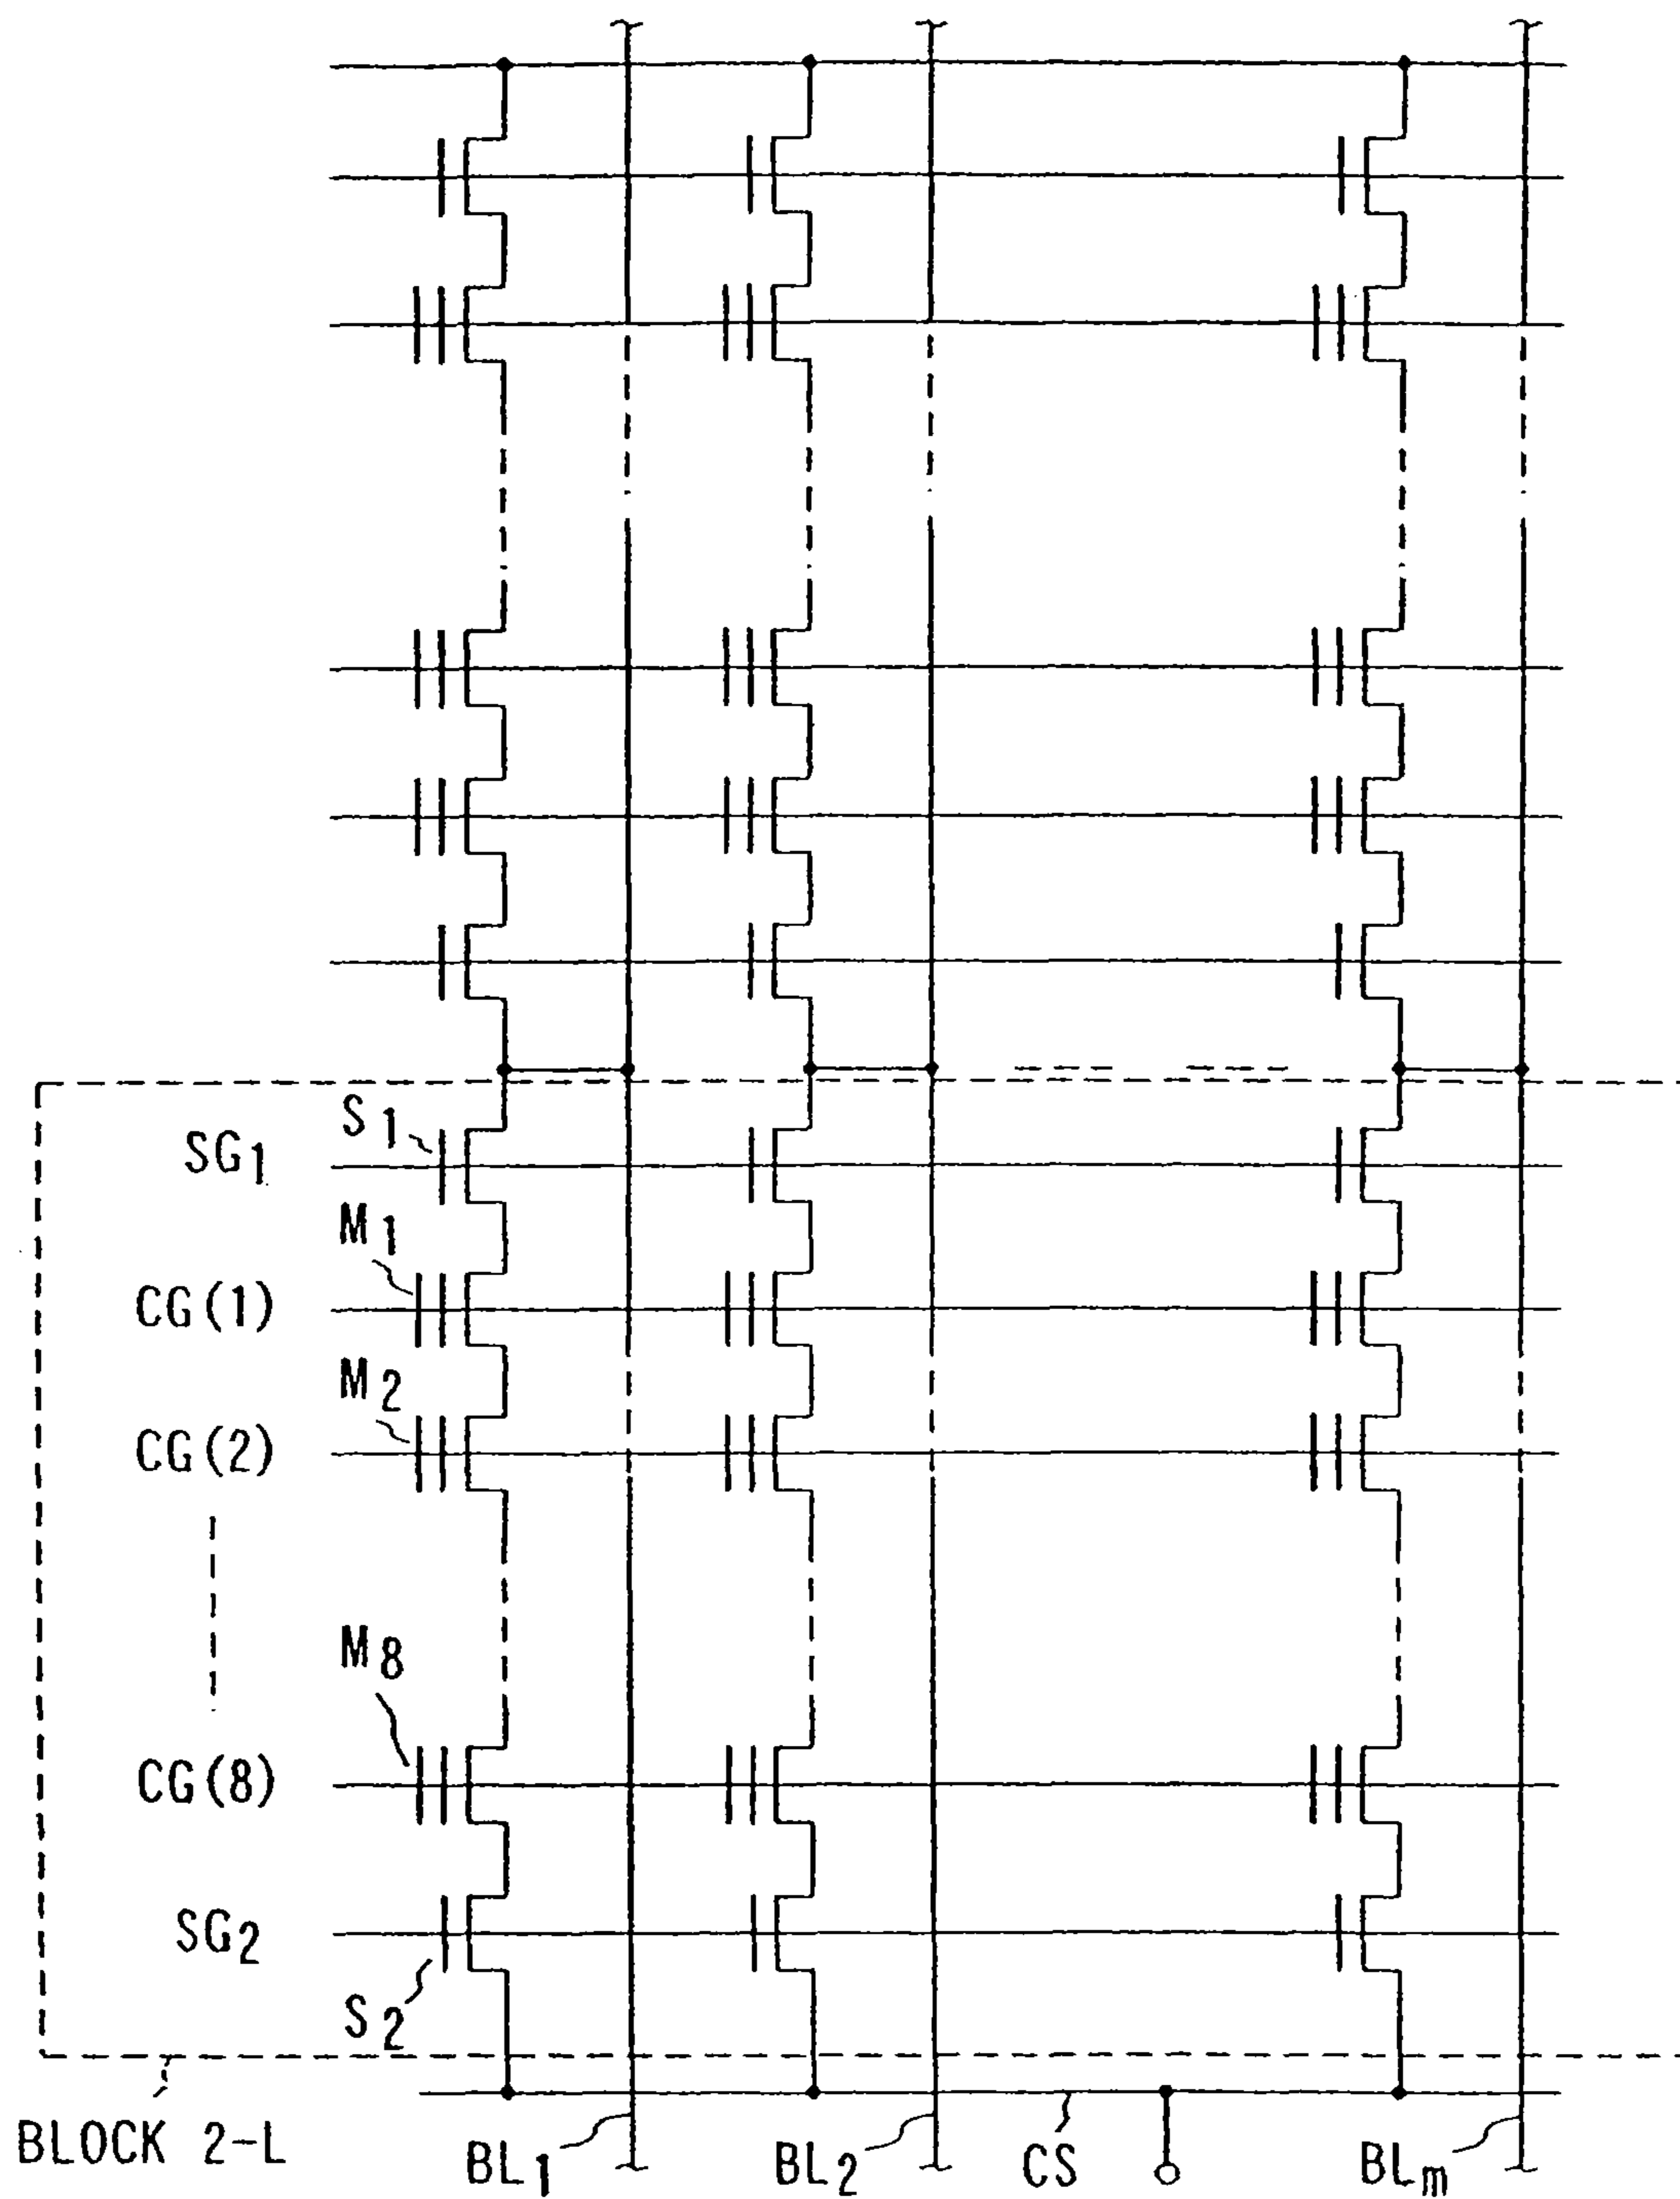 S1
SG1
M1
CG(1)
M2
CG(2)
M8
CG(8)
SG2
S2
BLOCK 2-L
BL1
BL2
CS
BLm